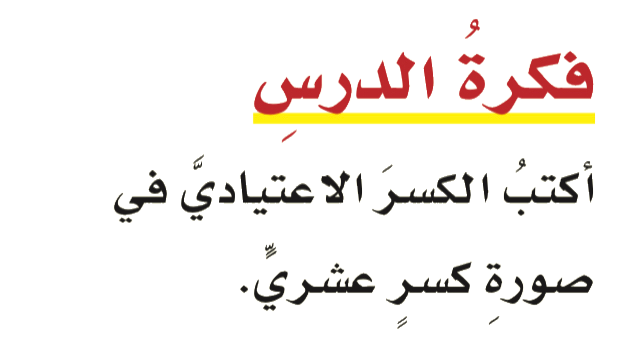 فكرةُ الدرسِ
أكتبُ الكسرَ الاعتياديَّ في
صورةِ كسرٍ عشريٍّ.